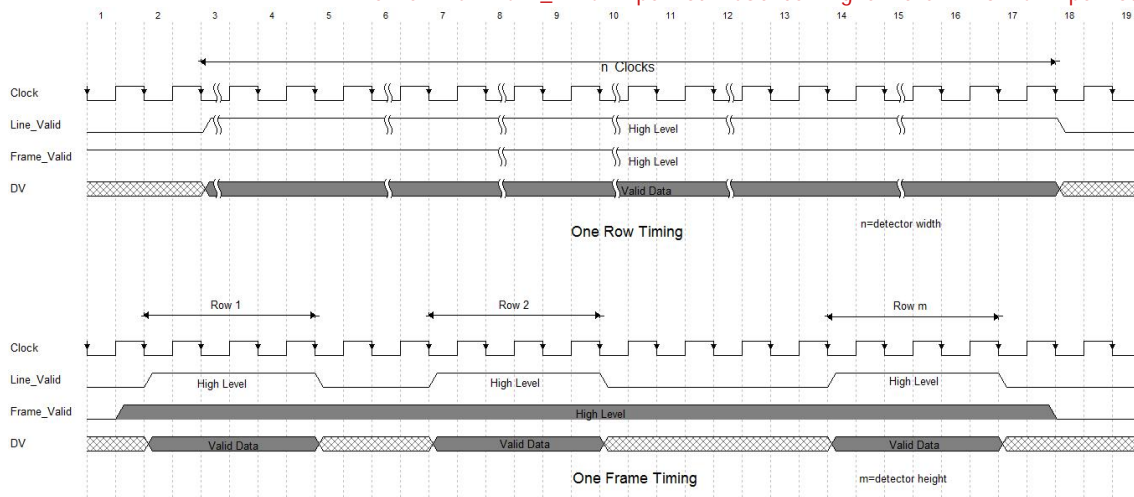 1 2 3 4 5 6 7 8 9 10 11 12 13 14 15 16 17 18 19
n Clocks
Clock
Line_Valid
High Level
Frame_Valid
High Level
DV
Valid Data
One Row Timing
n=detector width
Row 1
Row 2
Row m
Clock
Line_Valid
High Level
High Level
High Level
Frame_Valid
High Level
DV
Valid Data
Valid Data
Valid Data
One Frame Timing
m=detector height